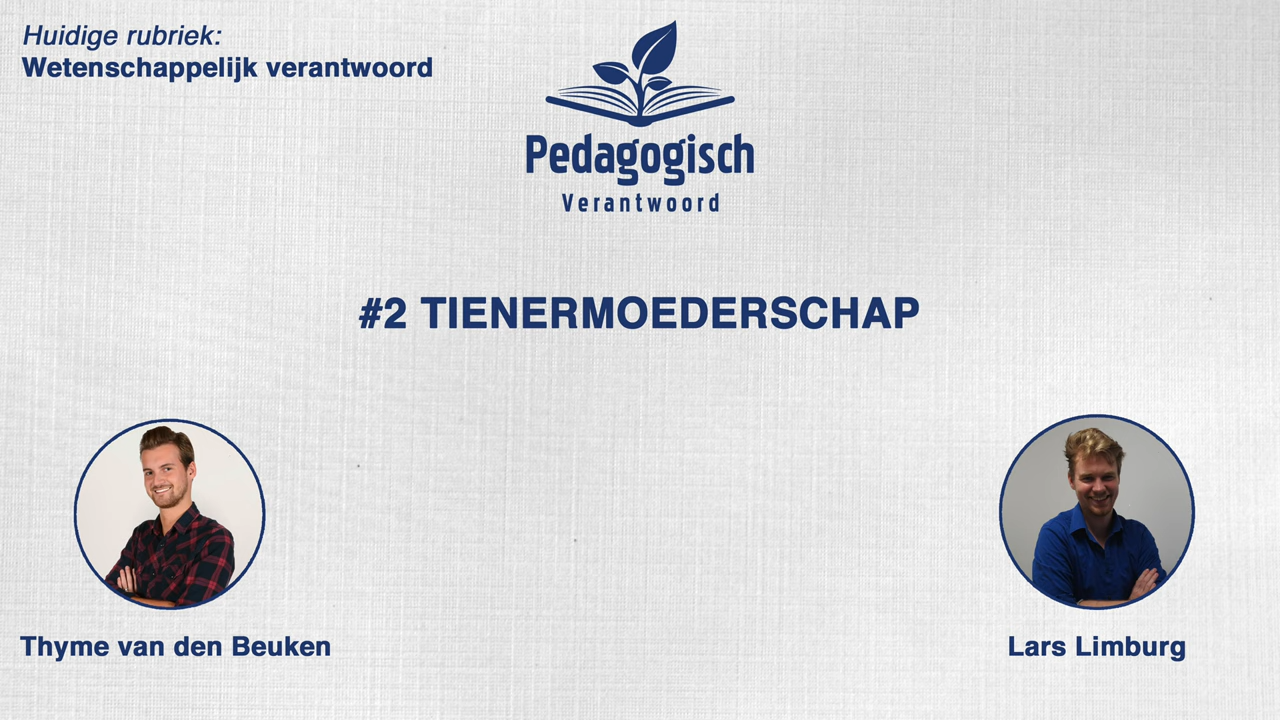 Huidige rubriek:
Wetenschappelijk verantwoord
Pedagogisch
Verantwoord
#2 TIENERMOEDERSCHAP
Thyme van den Beuken
Lars Limburg